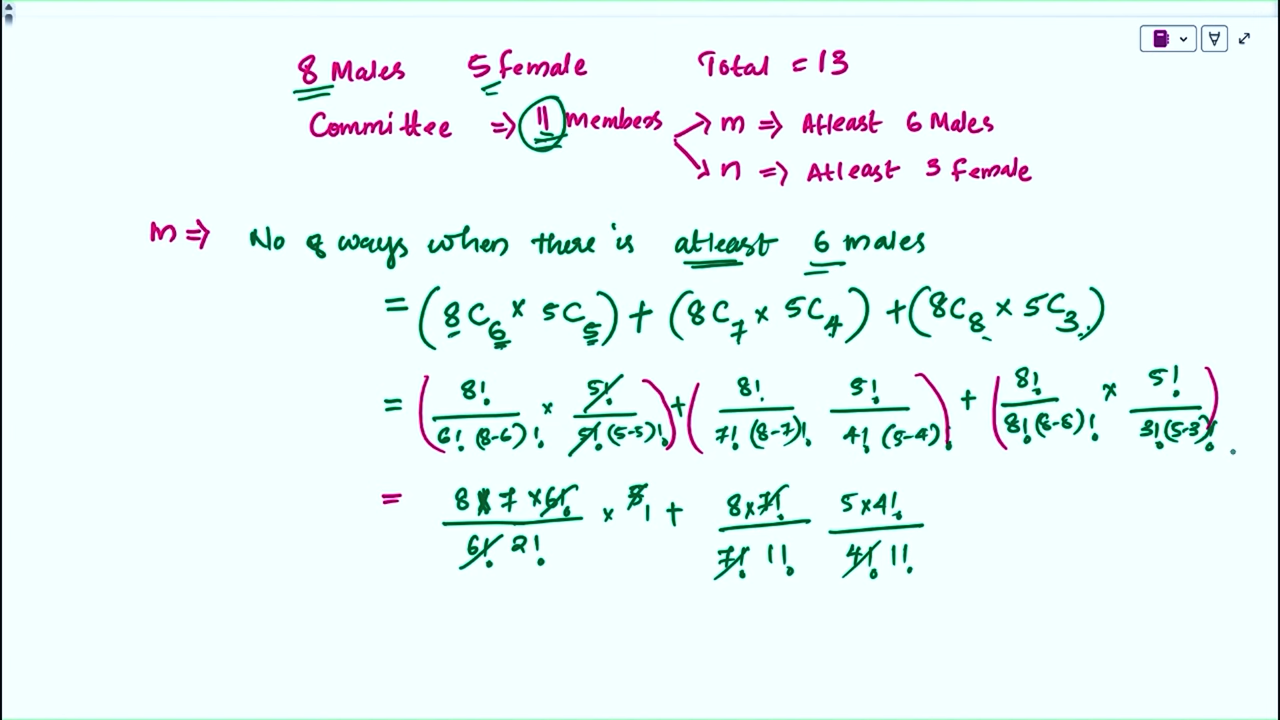 8 Males 5 female Total = 13
Committee => 11 members m => Atleast 6 Males
n => Atleast 3 female
m => No of ways when there is atleast 6 males
= (8C6 × 5C5) + (8C7 × 5C4) + (8C8 × 5C3)
= (8!/6!(8-6)! × 5!/5!(5-5)!) + (8!/7!(8-7)! 5!/4!(5-4)!) + (8!/8!(8-8)! × 5!/3!(5-3)!)
= 8×7×6!/6! 2! × 1 + 8×7!/7! 1! 5×4!/4! 1!